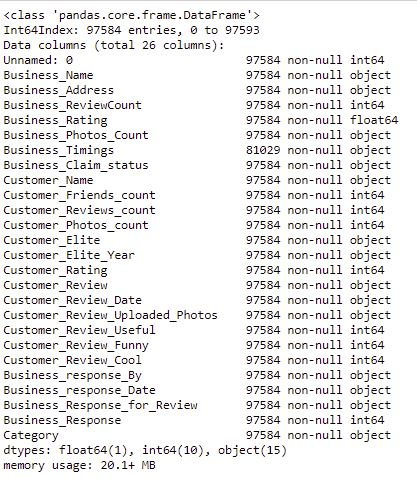 <class 'pandas.core.frame.DataFrame'>
Int64Index: 97584 entries, 0 to 97593
Data columns (total 26 columns):
Unnamed: 0                         97584 non-null int64
Business_Name                      97584 non-null object
Business_Address                   97584 non-null object
Business_ReviewCount               97584 non-null int64
Business_Rating                    97584 non-null float64
Business_Photos_Count              97584 non-null object
Business_Timings                   81029 non-null object
Business_Claim_status              97584 non-null object
Customer_Name                      97584 non-null object
Customer_Friends_count             97584 non-null int64
Customer_Reviews_count             97584 non-null int64
Customer_Photos_count              97584 non-null int64
Customer_Elite                     97584 non-null object
Customer_Elite_Year                97584 non-null object
Customer_Rating                    97584 non-null int64
Customer_Review                    97584 non-null object
Customer_Review_Date               97584 non-null object
Customer_Review_Uploaded_Photos    97584 non-null object
Customer_Review_Useful             97584 non-null int64
Customer_Review_Funny              97584 non-null int64
Customer_Review_Cool               97584 non-null int64
Business_response_By               97584 non-null object
Business_response_Date             97584 non-null object
Business_Response_for_Review       97584 non-null object
Business_Response                  97584 non-null int64
Category                           97584 non-null object
dtypes: float64(1), int64(10), object(15)
memory usage: 20.1+ MB